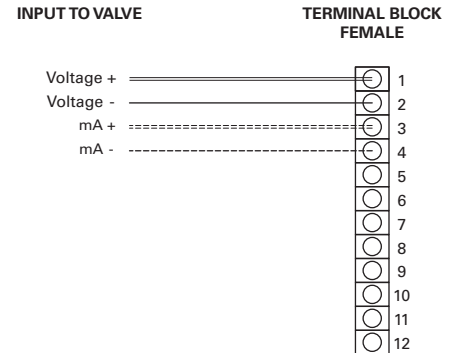 INPUT TO VALVE
TERMINAL BLOCK
FEMALE
Voltage + 1
Voltage - 2
mA + 3
mA - 4
5
6
7
8
9
10
11
12